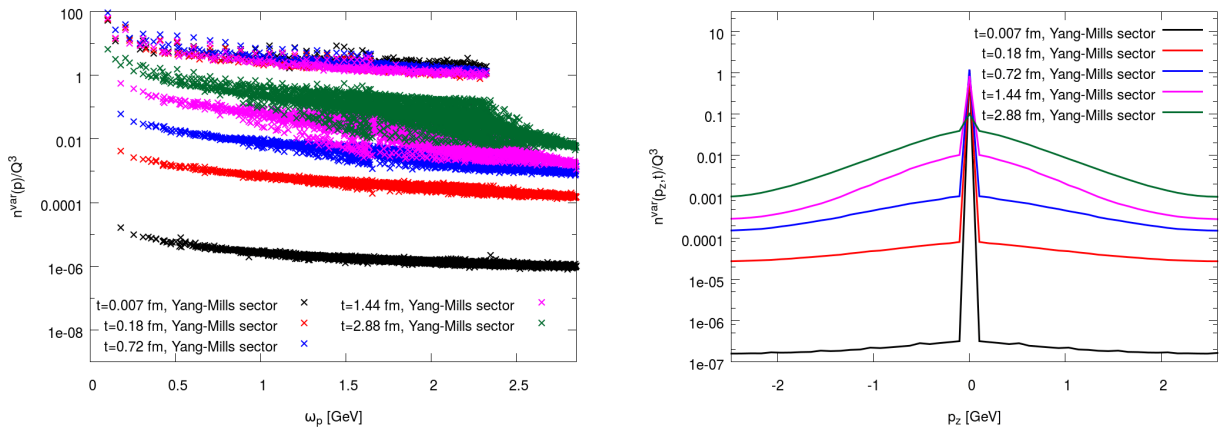 100
1
0.01
0.0001
1e-06
1e-08
n^var(p)/Q^3
t=0.007 fm, Yang-Mills sector
t=0.18 fm, Yang-Mills sector
t=0.72 fm, Yang-Mills sector
t=1.44 fm, Yang-Mills sector
t=2.88 fm, Yang-Mills sector
0 0.5 1 1.5 2 2.5
ω_p [GeV]
10
1
0.1
0.01
0.001
0.0001
1e-05
1e-06
1e-07
n^var(p_z,t)/Q^3
t=0.007 fm, Yang-Mills sector
t=0.18 fm, Yang-Mills sector
t=0.72 fm, Yang-Mills sector
t=1.44 fm, Yang-Mills sector
t=2.88 fm, Yang-Mills sector
-2 -1 0 1 2
p_z [GeV]